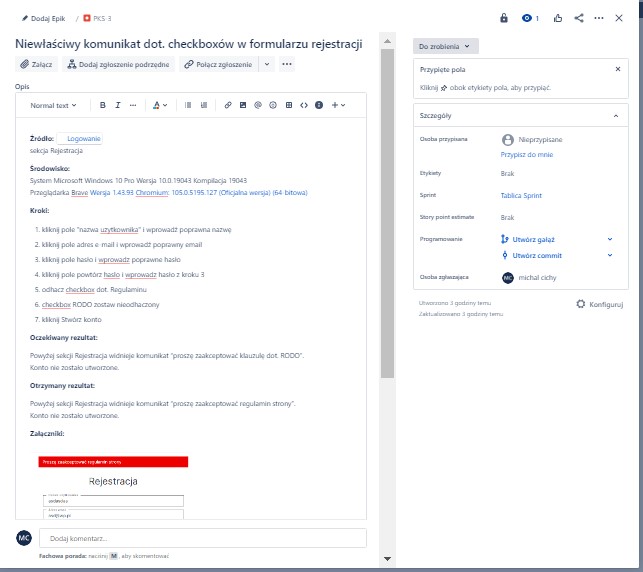 Dodaj Epik / PKS-3
1
Niewłaściwy komunikat dot. checkboxów w formularzu rejestracji
Załącz Dodaj zgłoszenie podrzędne Połącz zgłoszenie
Opis
Normal text B I A
Źródło: Logowanie
sekcja Rejestracja
Środowisko:
System Microsoft Windows 10 Pro Wersja 10.0.19043 Kompilacja 19043
Przeglądarka Brave Wersja 1.43.93 Chromium: 105.0.5195.127 (Oficjalna wersja) (64-bitowa)
Kroki:
1. kliknij pole "nazwa użytkownika" i wprowadź poprawna nazwę
2. kliknij pole adres e-mail i wprowadź poprawny email
3. kliknij pole hasło i wprowadź poprawne hasło
4. kliknij pole powtórz hasło i wprowadź hasło z kroku 3
5. odhacz checkbox dot. Regulaminu
6. checkbox RODO zostaw nieodhaczony
7. kliknij Stwórz konto
Oczekiwany rezultat:
Powyżej sekcji Rejestracja widnieje komunikat "proszę zaakceptować klauzulę dot. RODO".
Konto nie zostało utworzone.
Otrzymany rezultat:
Powyżej sekcji Rejestracja widnieje komunikat "proszę zaakceptować regulamin strony".
Konto nie zostało utworzone.
Załączniki:
Proszę zaakceptować regulamin strony
Rejestracja
MC Dodaj komentarz...
Fachowa porada: naciśnij M, aby skomentować
Do zrobienia
Przypięte pola
Kliknij obok etykiety pola, aby przypiąć.
Szczegóły
Osoba przypisana Nieprzypisane
Przypisz do mnie
Etykiety Brak
Sprint Tablica Sprint
Story point estimate Brak
Programowanie Utwórz gałąź
Utwórz commit
Osoba zgłaszająca MC michal cichy
Utworzono 3 godziny temu
Zaktualizowano 3 godziny temu
Konfiguruj